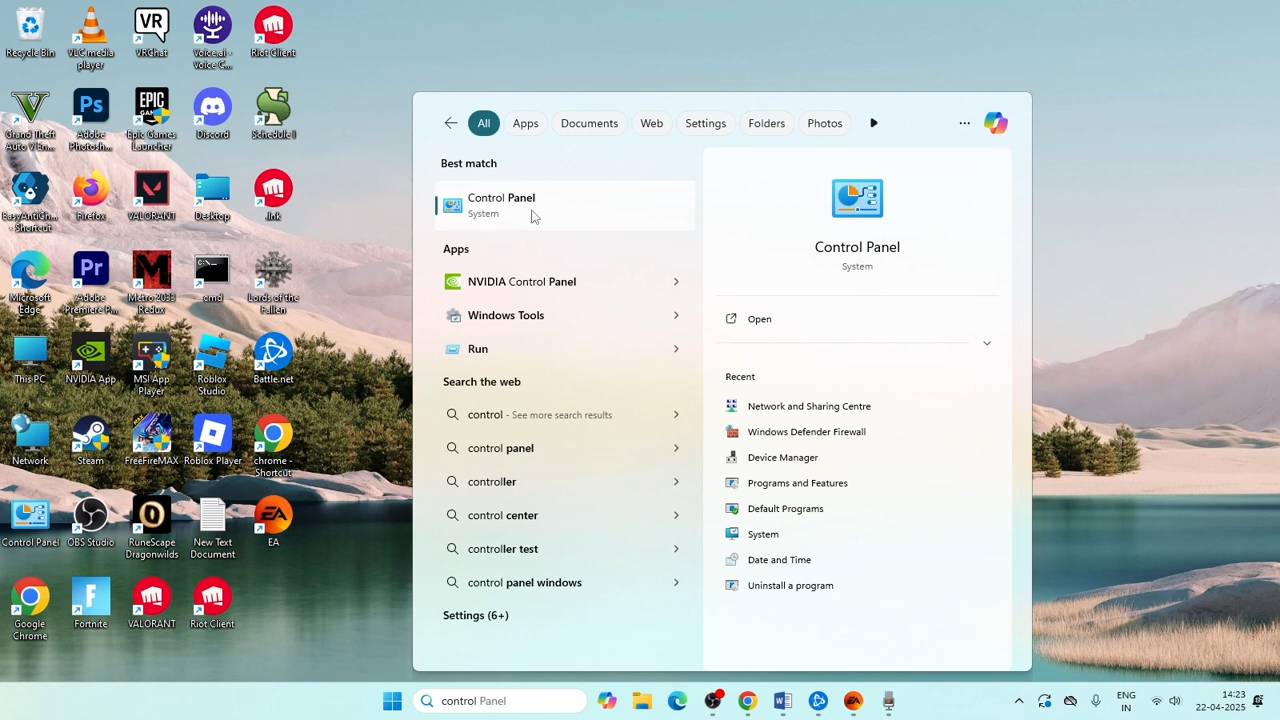 Recycle Bin
VLC media
player
VRChat
Voice.ai -
Voice C...
Riot Client
Grand Theft
Auto V En...
Adobe
Photosh...
Epic Games
Launcher
Discord
Schedule I
EasyAntiCh...
- Shortcut
Firefox
VALORANT
Desktop
.lnk
Microsoft
Edge
Adobe
Premiere P...
Metro 2033
Redux
cmd
Lords of the
Fallen
This PC
NVIDIA App
MSI App
Player
Roblox
Studio
Battle.net
Network
Steam
FreeFireMAX
Roblox Player
chrome -
Shortcut
Control Panel
OBS Studio
RuneScape
Dragonwilds
New Text
Document
EA
Google
Chrome
Fortnite
VALORANT
Riot Client
All
Apps
Documents
Web
Settings
Folders
Photos
Best match
Control Panel
System
Apps
NVIDIA Control Panel
Windows Tools
Run
Search the web
control - See more search results
control panel
controller
control center
controller test
control panel windows
Settings (6+)
Control Panel
System
Open
Recent
Network and Sharing Centre
Windows Defender Firewall
Device Manager
Programs and Features
Default Programs
System
Date and Time
Uninstall a program
control Panel
ENG
IN
14:23
22-04-2025